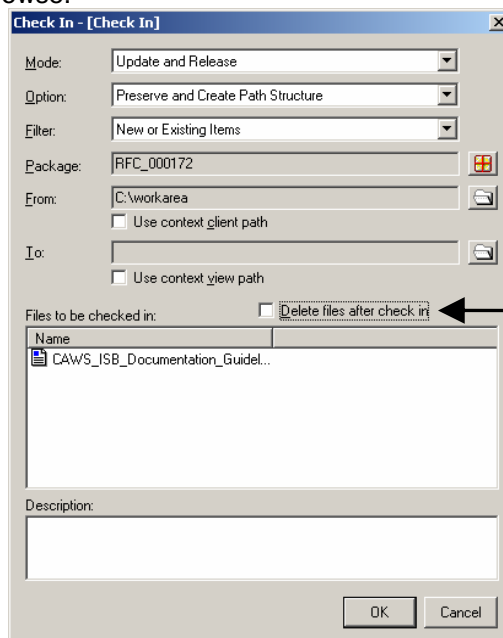 Check In - [Check In]
Mode: Update and Release
Option: Preserve and Create Path Structure
Filter: New or Existing Items
Package: RFC_000172
From: C:\workarea
Use context client path
To:
Use context view path
Files to be checked in: Delete files after check in
Name
CAWS_ISB_Documentation_Guidel...
Description:
OK Cancel